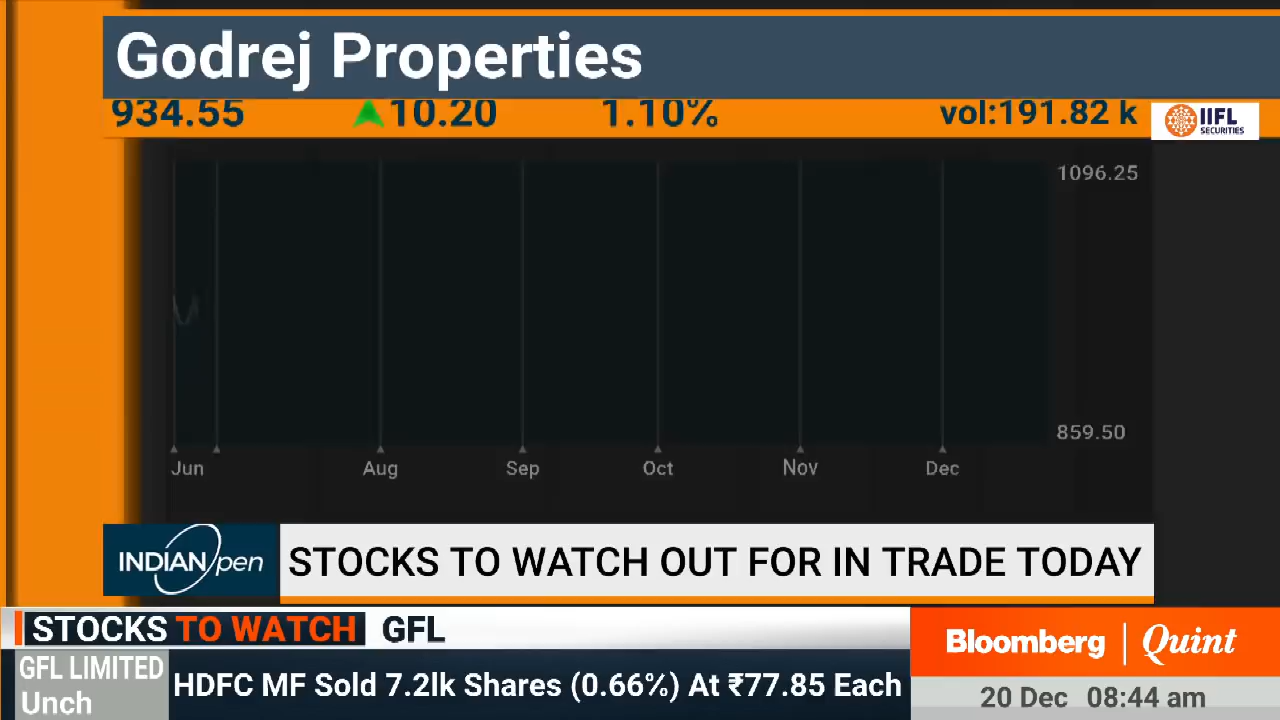 Godrej Properties
934.55 10.20 1.10% vol:191.82 k
IIFL
SECURITIES
1096.25
859.50
Jun Aug Sep Oct Nov Dec
INDIAN pen
STOCKS TO WATCH OUT FOR IN TRADE TODAY
STOCKS TO WATCH GFL
Bloomberg | Quint
GFL LIMITED
Unch
HDFC MF Sold 7.2lk Shares (0.66%) At ₹77.85 Each
20 Dec 08:44 am